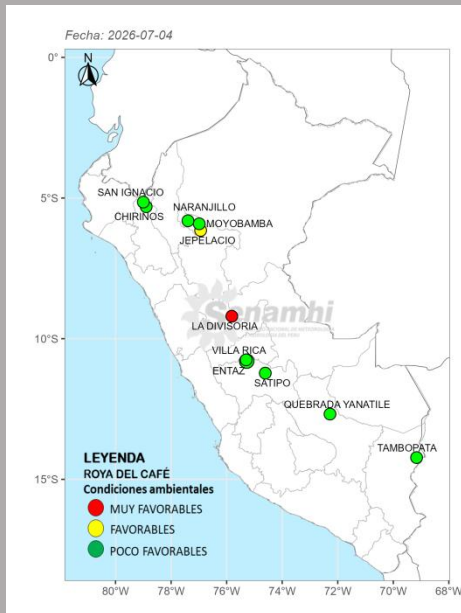 Fecha: 2026-07-04
N
0°
SAN IGNACIO
NARANJILLO
5°S
CHIRINOS
MOYOBAMBA
JEPELACIO
Senamhi
LA DIVISORIA
10°S
VILLA RICA
ENTAZ
SATIPO
QUEBRADA YANATILE
TAMBOPATA
LEYENDA
ROYA DEL CAFÉ
Condiciones ambientales
MUY FAVORABLES
FAVORABLES
POCO FAVORABLES
15°S
80°W 78°W 76°W 74°W 72°W 70°W 68°W